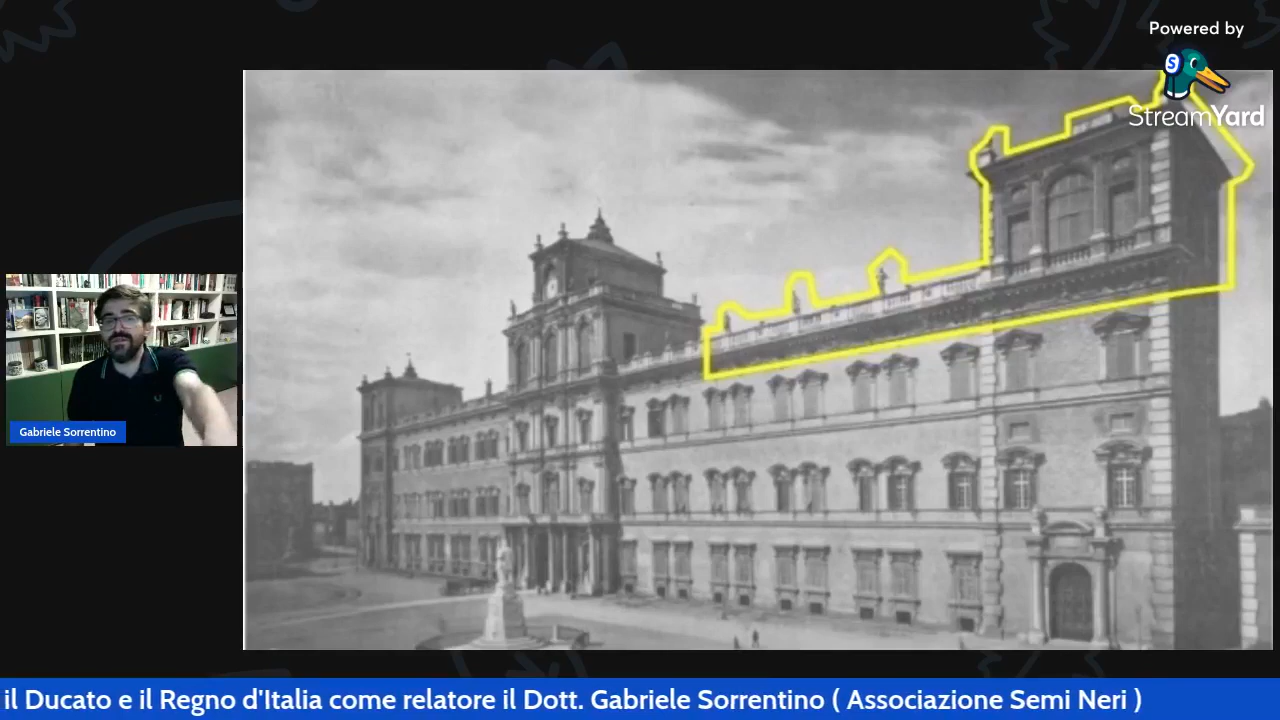 Powered by
StreamYard
Gabriele Sorrentino
il Ducato e il Regno d'Italia come relatore il Dott. Gabriele Sorrentino ( Associazione Semi Neri )